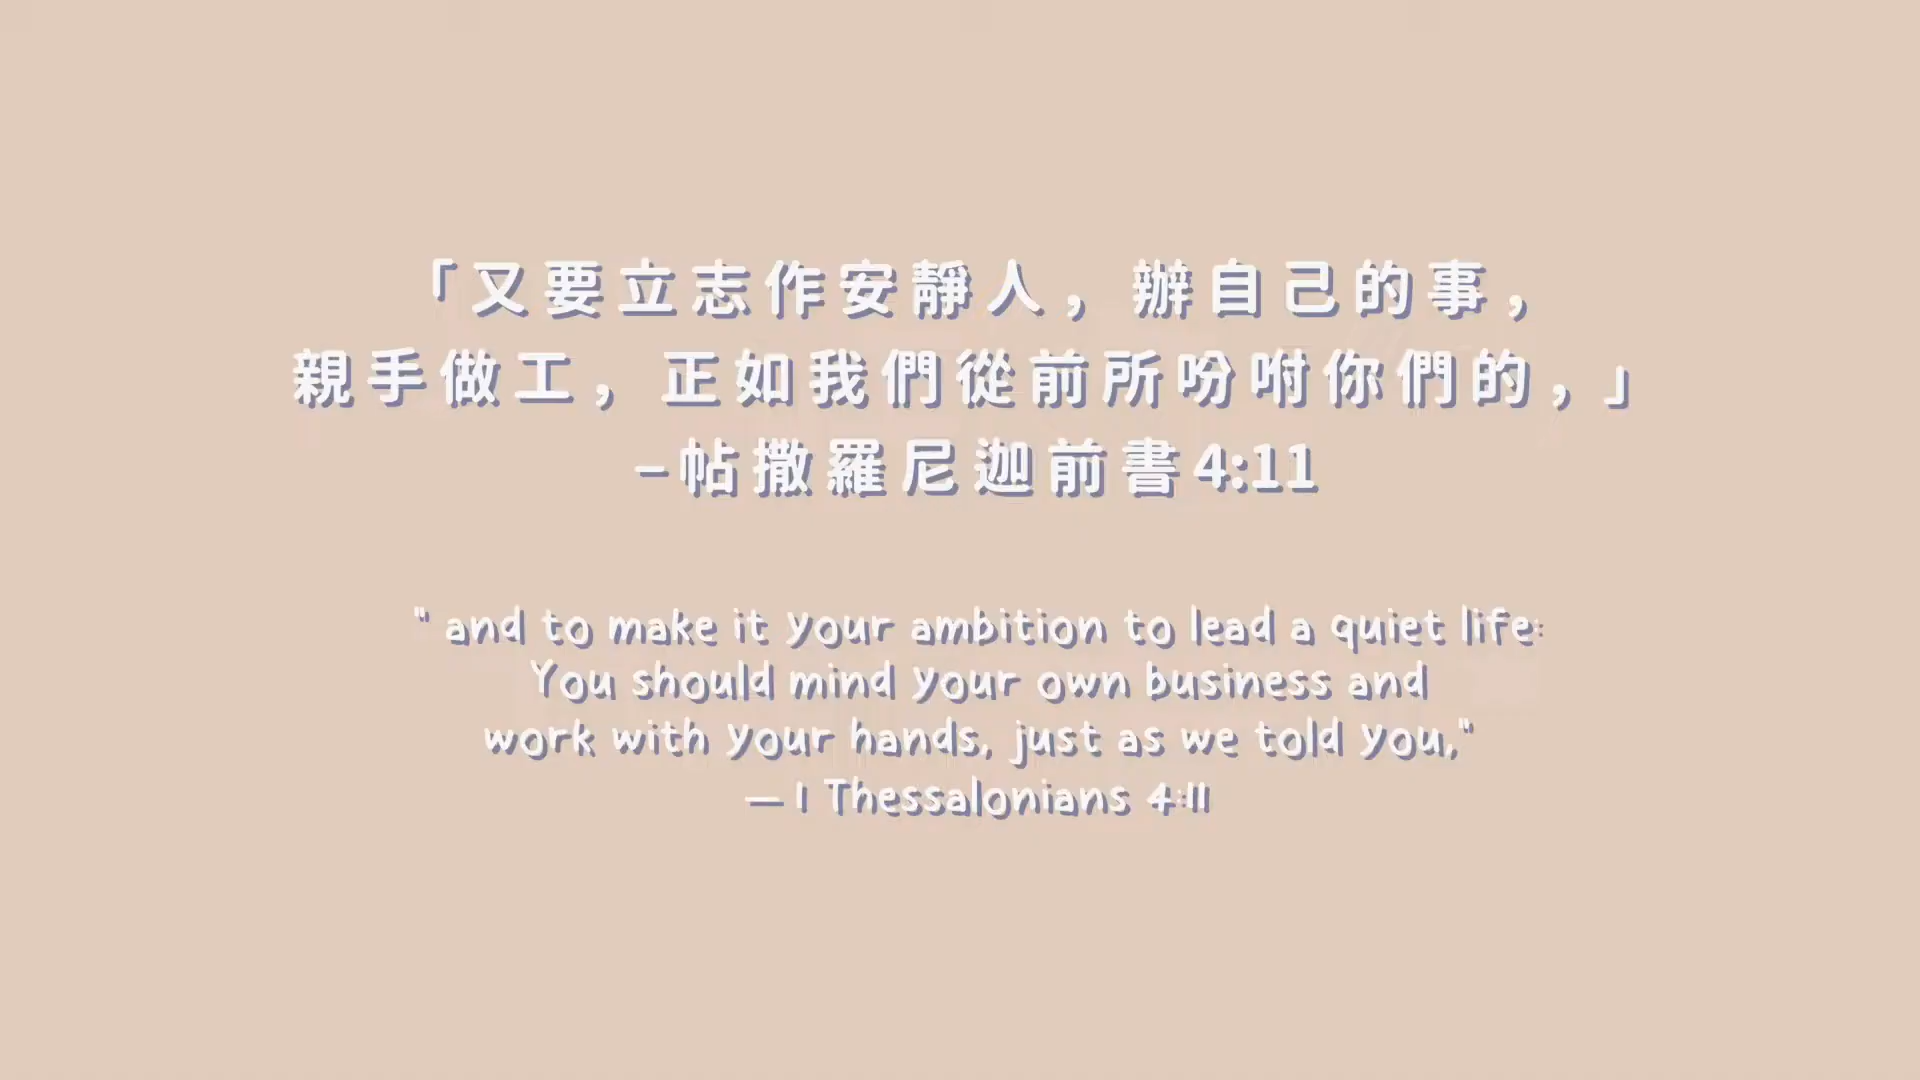 「又要立志作安靜人，辦自己的事，
親手做工，正如我們從前所吩咐你們的，」
–帖撒羅尼迦前書4:11
" and to make it your ambition to lead a quiet life:
You should mind your own business and
work with your hands, just as we told you,"
— 1 Thessalonians 4:11